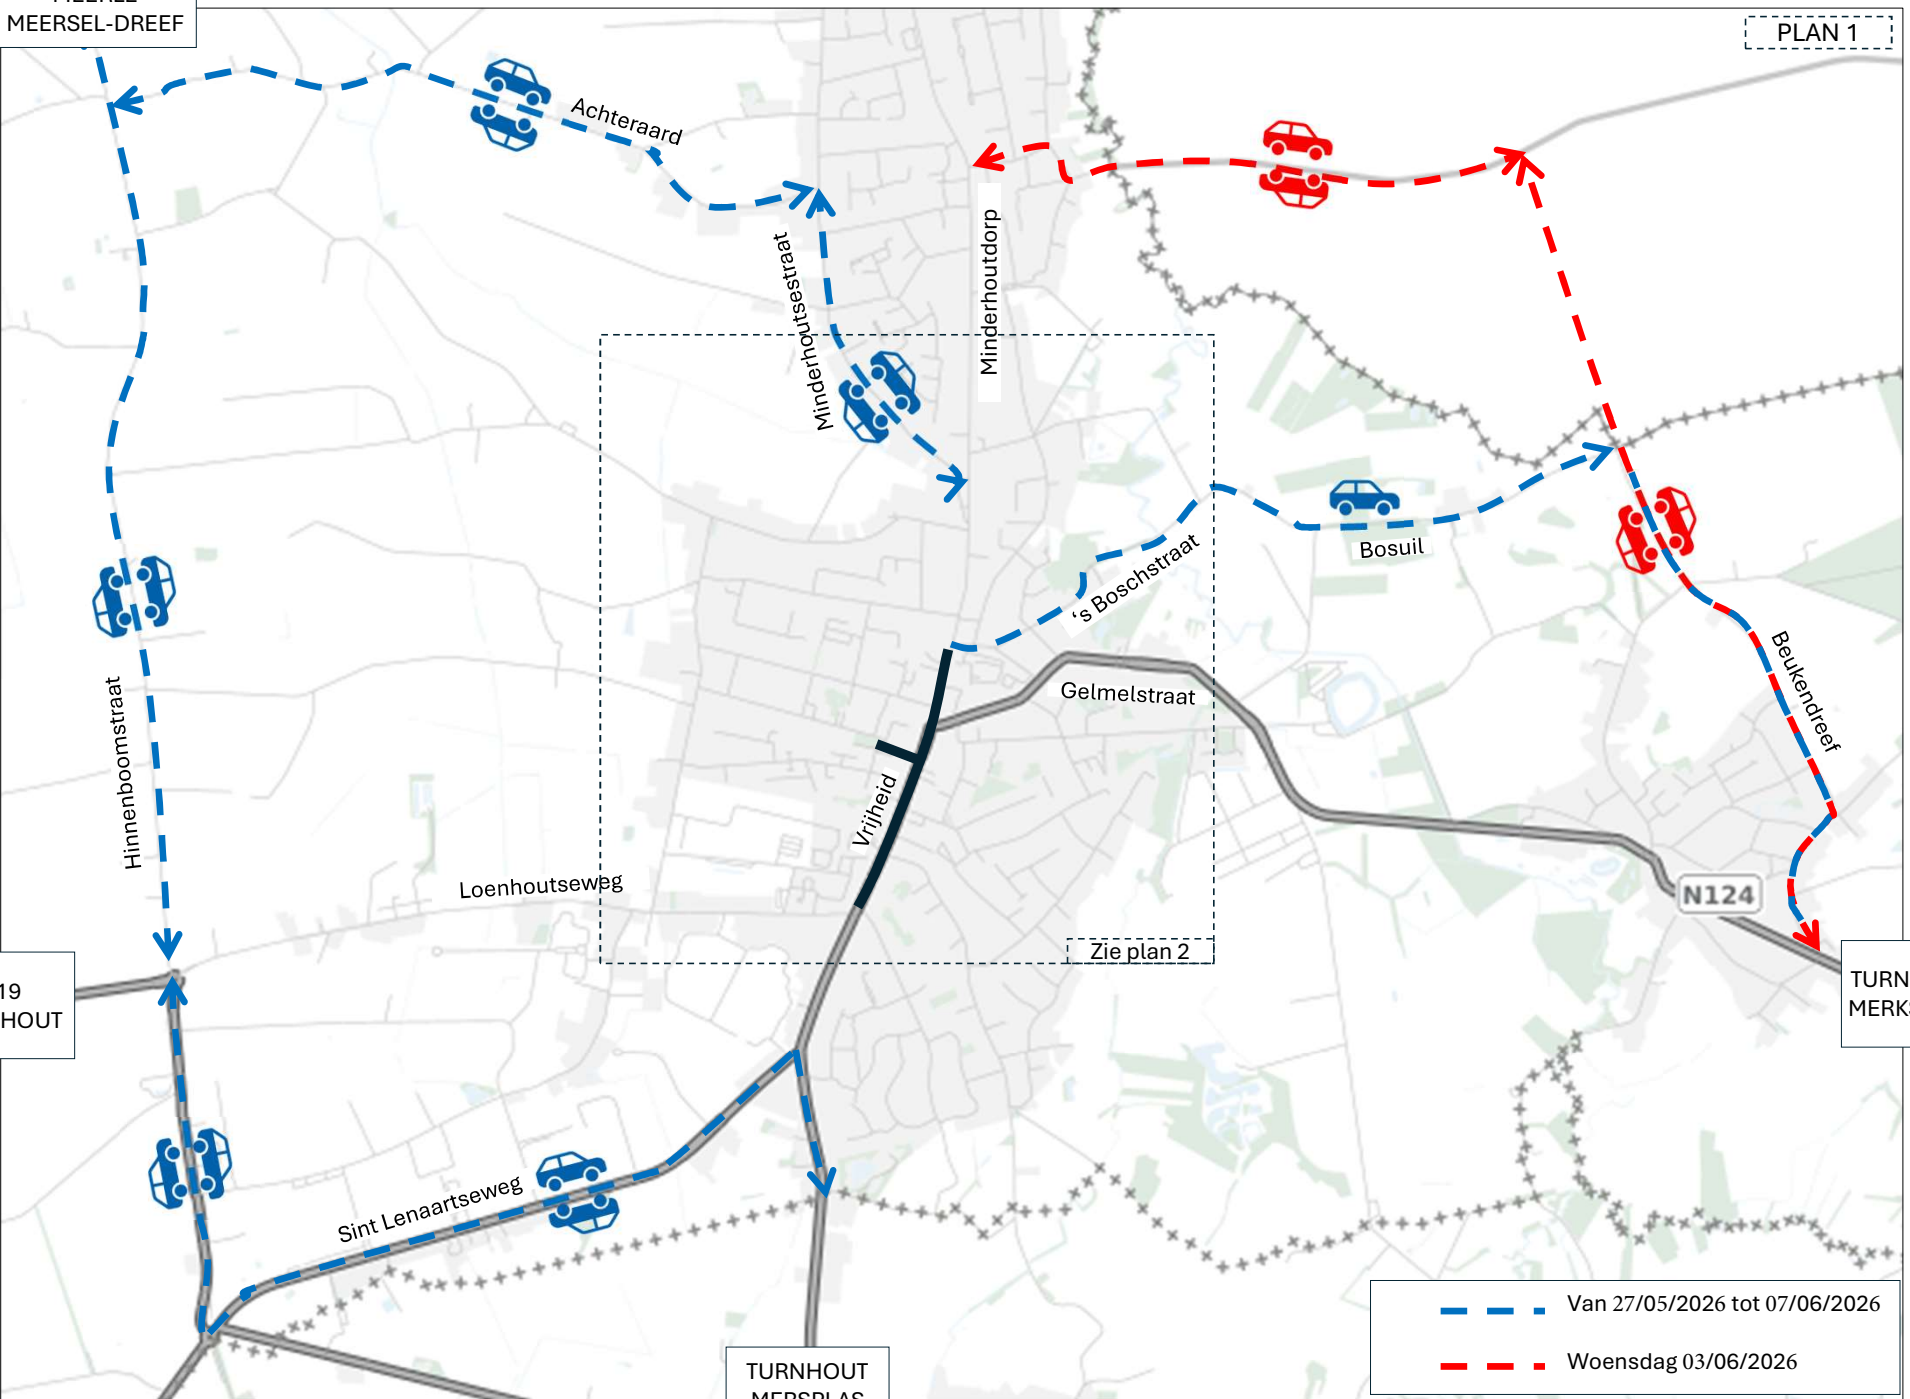 MEERSEL-DREEF
PLAN 1
Achteraard
Minderhoutsestraat
Minderhoutdorp
's Boschstraat
Bosuil
Beukendreef
Gelmelstraat
Hinnenboomstraat
Vrijheid
Loenhoutseweg
N124
Zie plan 2
19
HOUT
TURN
MERK
Sint Lenaartseweg
Van 27/05/2026 tot 07/06/2026
Woensdag 03/06/2026
TURNHOUT